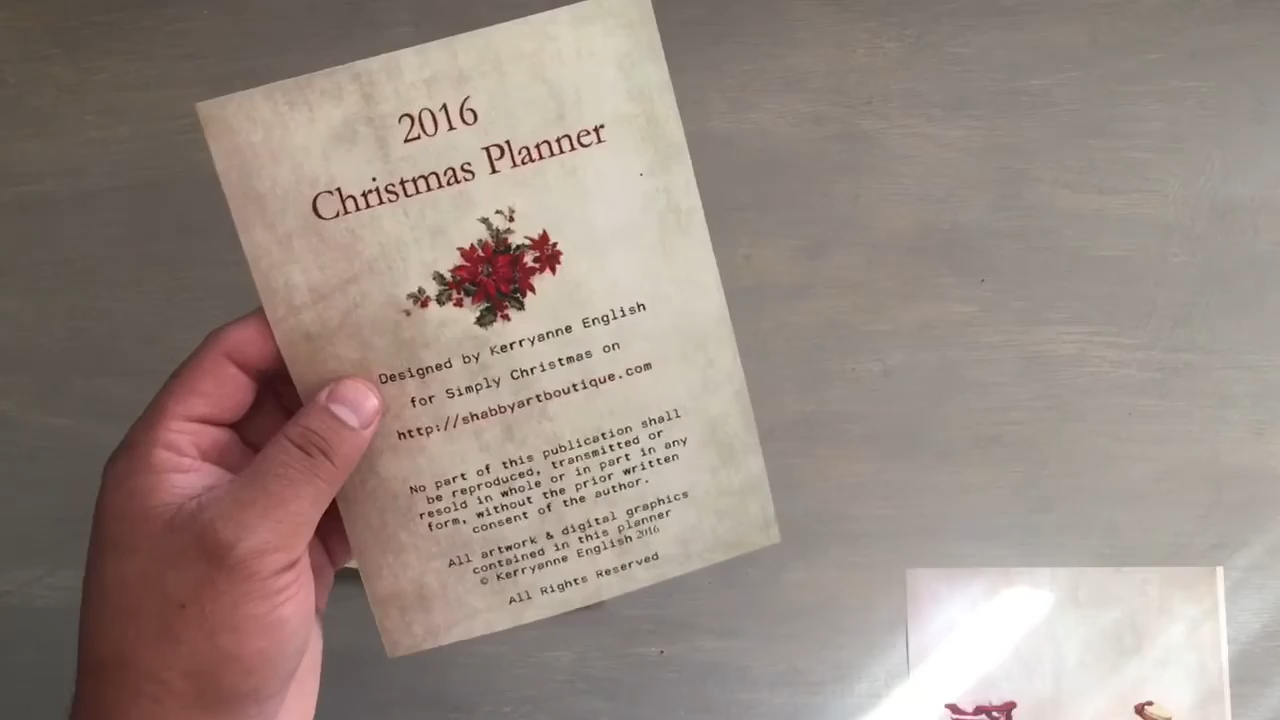 2016
Christmas Planner
Designed by Kerryanne English
for Simply Christmas on
http://shabbyartboutique.com
No part of this publication shall
be reproduced, transmitted or
resold in whole or in part in any
form, without the prior written
consent of the author.
All artwork & digital graphics
contained in this planner
© Kerryanne English 2016
All Rights Reserved